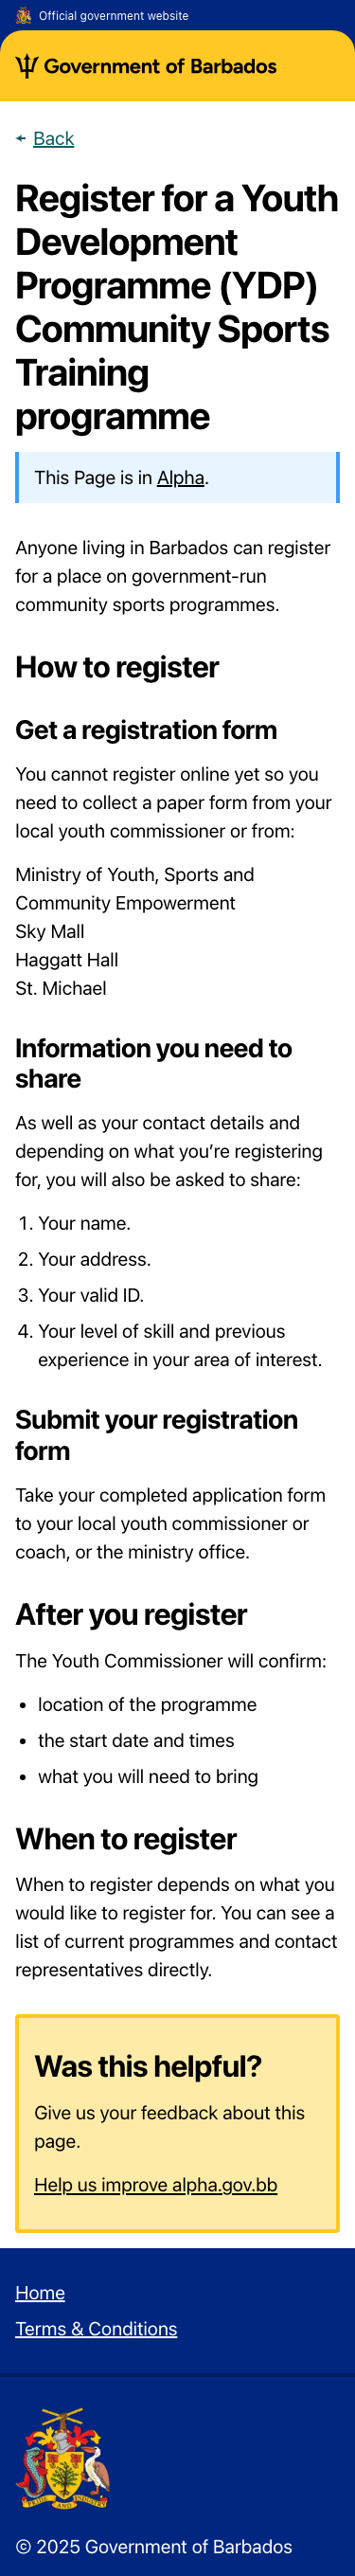 Official government website
Government of Barbados
Back
Register for a Youth
Development
Programme (YDP)
Community Sports
Training
programme
This Page is in Alpha.
Anyone living in Barbados can register
for a place on government-run
community sports programmes.
How to register
Get a registration form
You cannot register online yet so you
need to collect a paper form from your
local youth commissioner or from:
Ministry of Youth, Sports and
Community Empowerment
Sky Mall
Haggatt Hall
St. Michael
Information you need to
share
As well as your contact details and
depending on what you’re registering
for, you will also be asked to share:
1. Your name.
2. Your address.
3. Your valid ID.
4. Your level of skill and previous
experience in your area of interest.
Submit your registration
form
Take your completed application form
to your local youth commissioner or
coach, or the ministry office.
After you register
The Youth Commissioner will confirm:
• location of the programme
• the start date and times
• what you will need to bring
When to register
When to register depends on what you
would like to register for. You can see a
list of current programmes and contact
representatives directly.
Was this helpful?
Give us your feedback about this
page.
Help us improve alpha.gov.bb
Home
Terms & Conditions
PRIDE AND INDUSTRY
© 2025 Government of Barbados